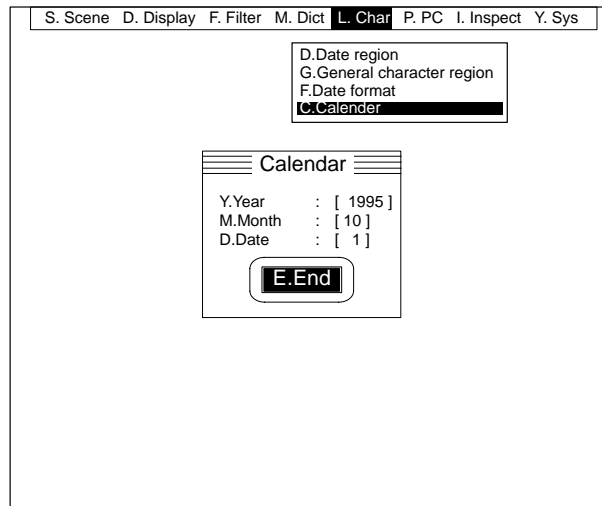 S. Scene D. Display F. Filter M. Dict L. Char P. PC I. Inspect Y. Sys
D.Date region
G.General character region
F.Date format
C.Calender
Calendar
Y.Year : [ 1995 ]
M.Month : [ 10 ]
D.Date : [ 1 ]
E.End